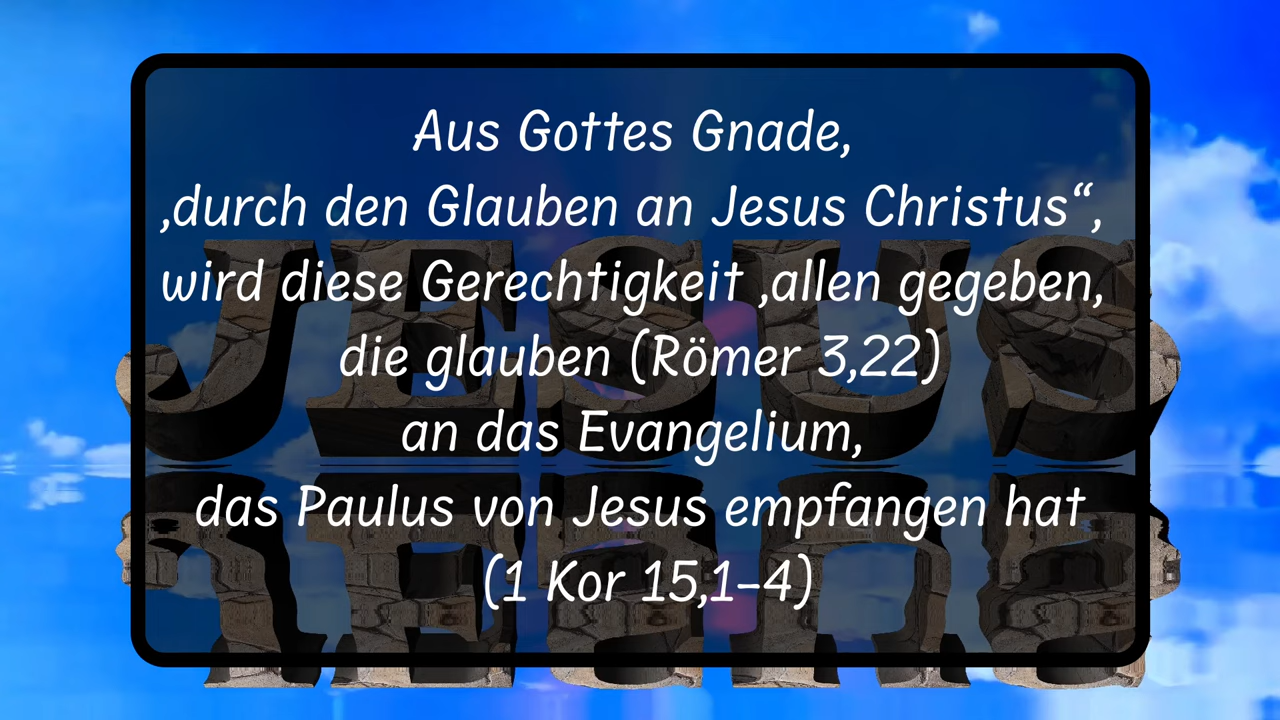 Aus Gottes Gnade,
‚durch den Glauben an Jesus Christus“,
wird diese Gerechtigkeit ‚allen gegeben,
die glauben (Römer 3,22)
an das Evangelium,
das Paulus von Jesus empfangen hat
(1 Kor 15,1–4)
JESUS